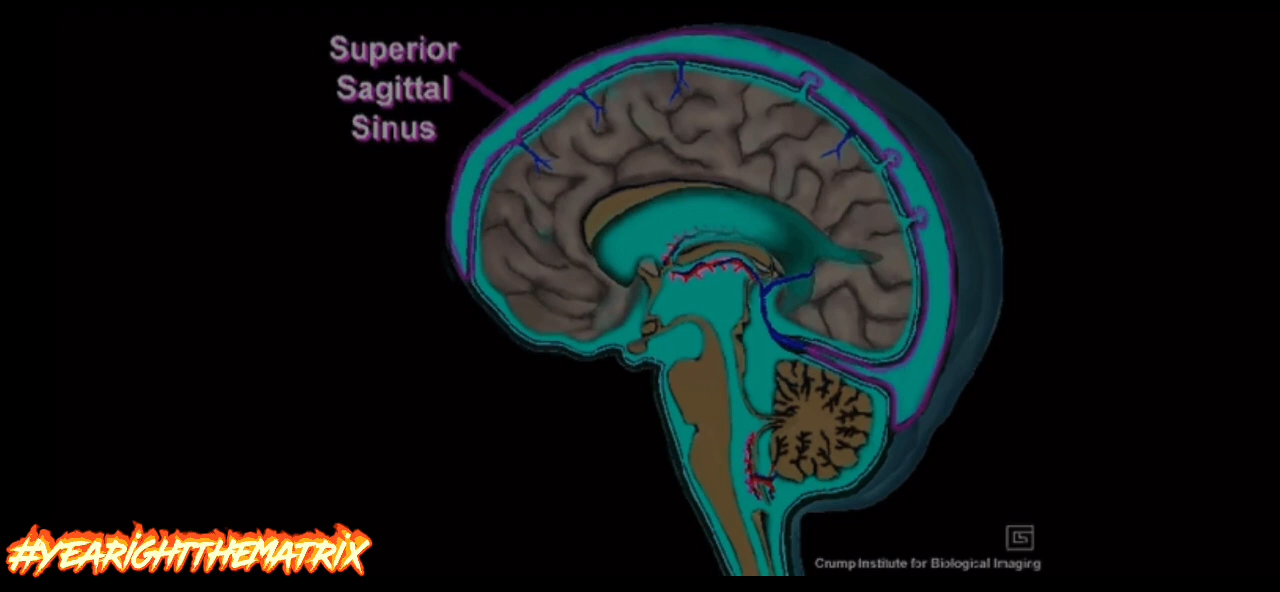 Superior
Sagittal
Sinus
#YEARiGHTTHEMATRiX
Crump Institute for Biological Imaging